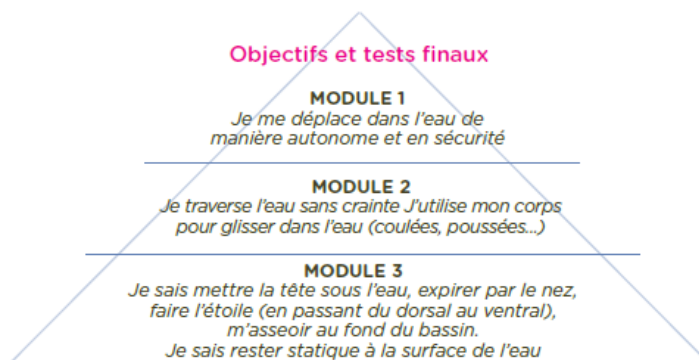 Objectifs et tests finaux
MODULE 1
Je me déplace dans l'eau de
manière autonome et en sécurité
MODULE 2
Je traverse l'eau sans crainte J'utilise mon corps
pour glisser dans l'eau (coulées, poussées...)
MODULE 3
Je sais mettre la tête sous l'eau, expirer par le nez,
faire l'étoile (en passant du dorsal au ventral),
m'asseoir au fond du bassin.
Je sais rester statique à la surface de l'eau